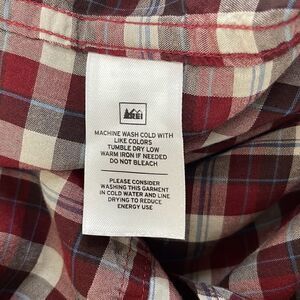 REI
MACHINE WASH COLD WITH
LIKE COLORS
TUMBLE DRY LOW
WARM IRON IF NEEDED
DO NOT BLEACH
PLEASE CONSIDER
WASHING THIS GARMENT
IN COLD WATER AND LINE
DRYING TO REDUCE
ENERGY USE